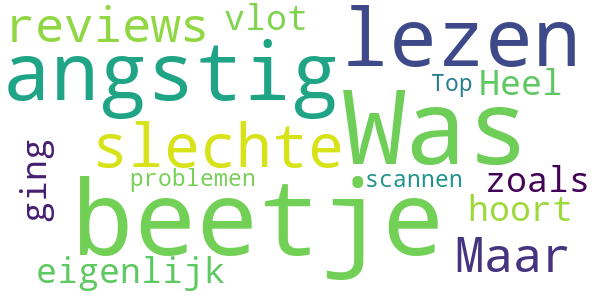 reviews
vlot
lezen
angstig
Top
Heel
Was
slechte
ging
problemen
scannen
zoals
beetje
hoort
Maar
eigenlijk